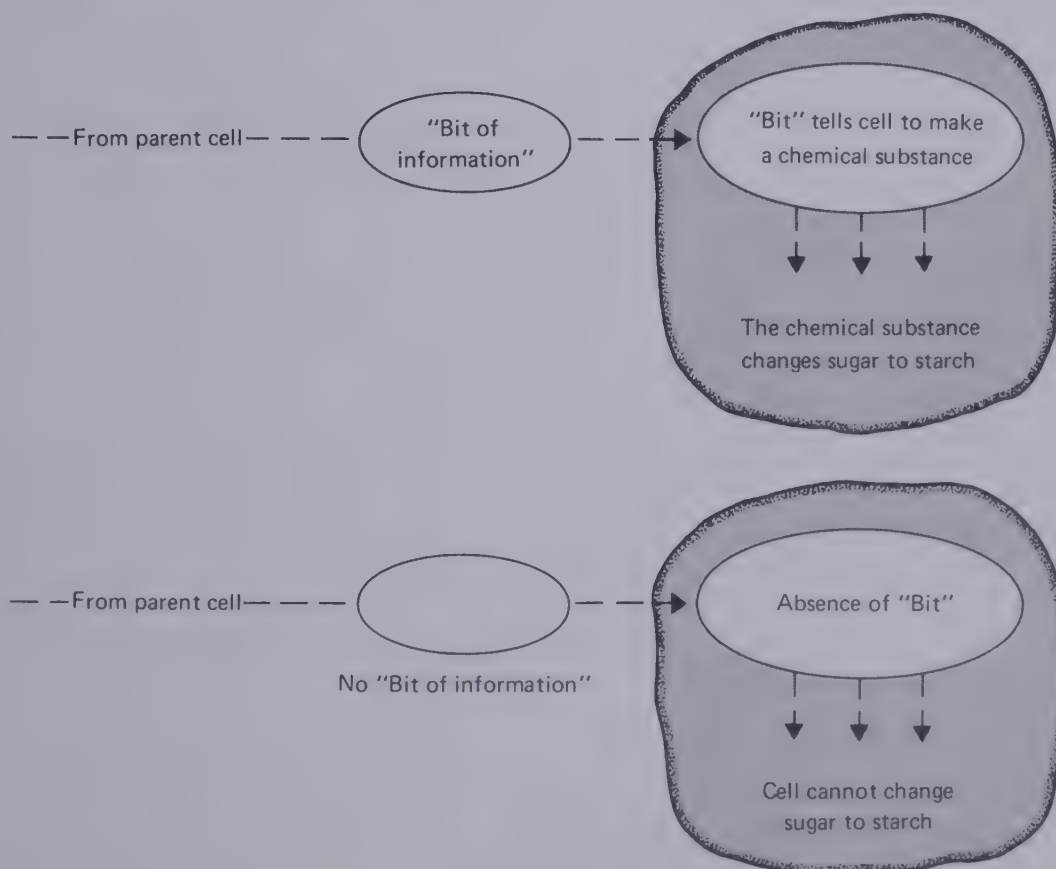 From parent cell
"Bit of
information"
"Bit" tells cell to make
a chemical substance
The chemical substance
changes sugar to starch
From parent cell
No "Bit of information"
Absence of "Bit"
Cell cannot change
sugar to starch